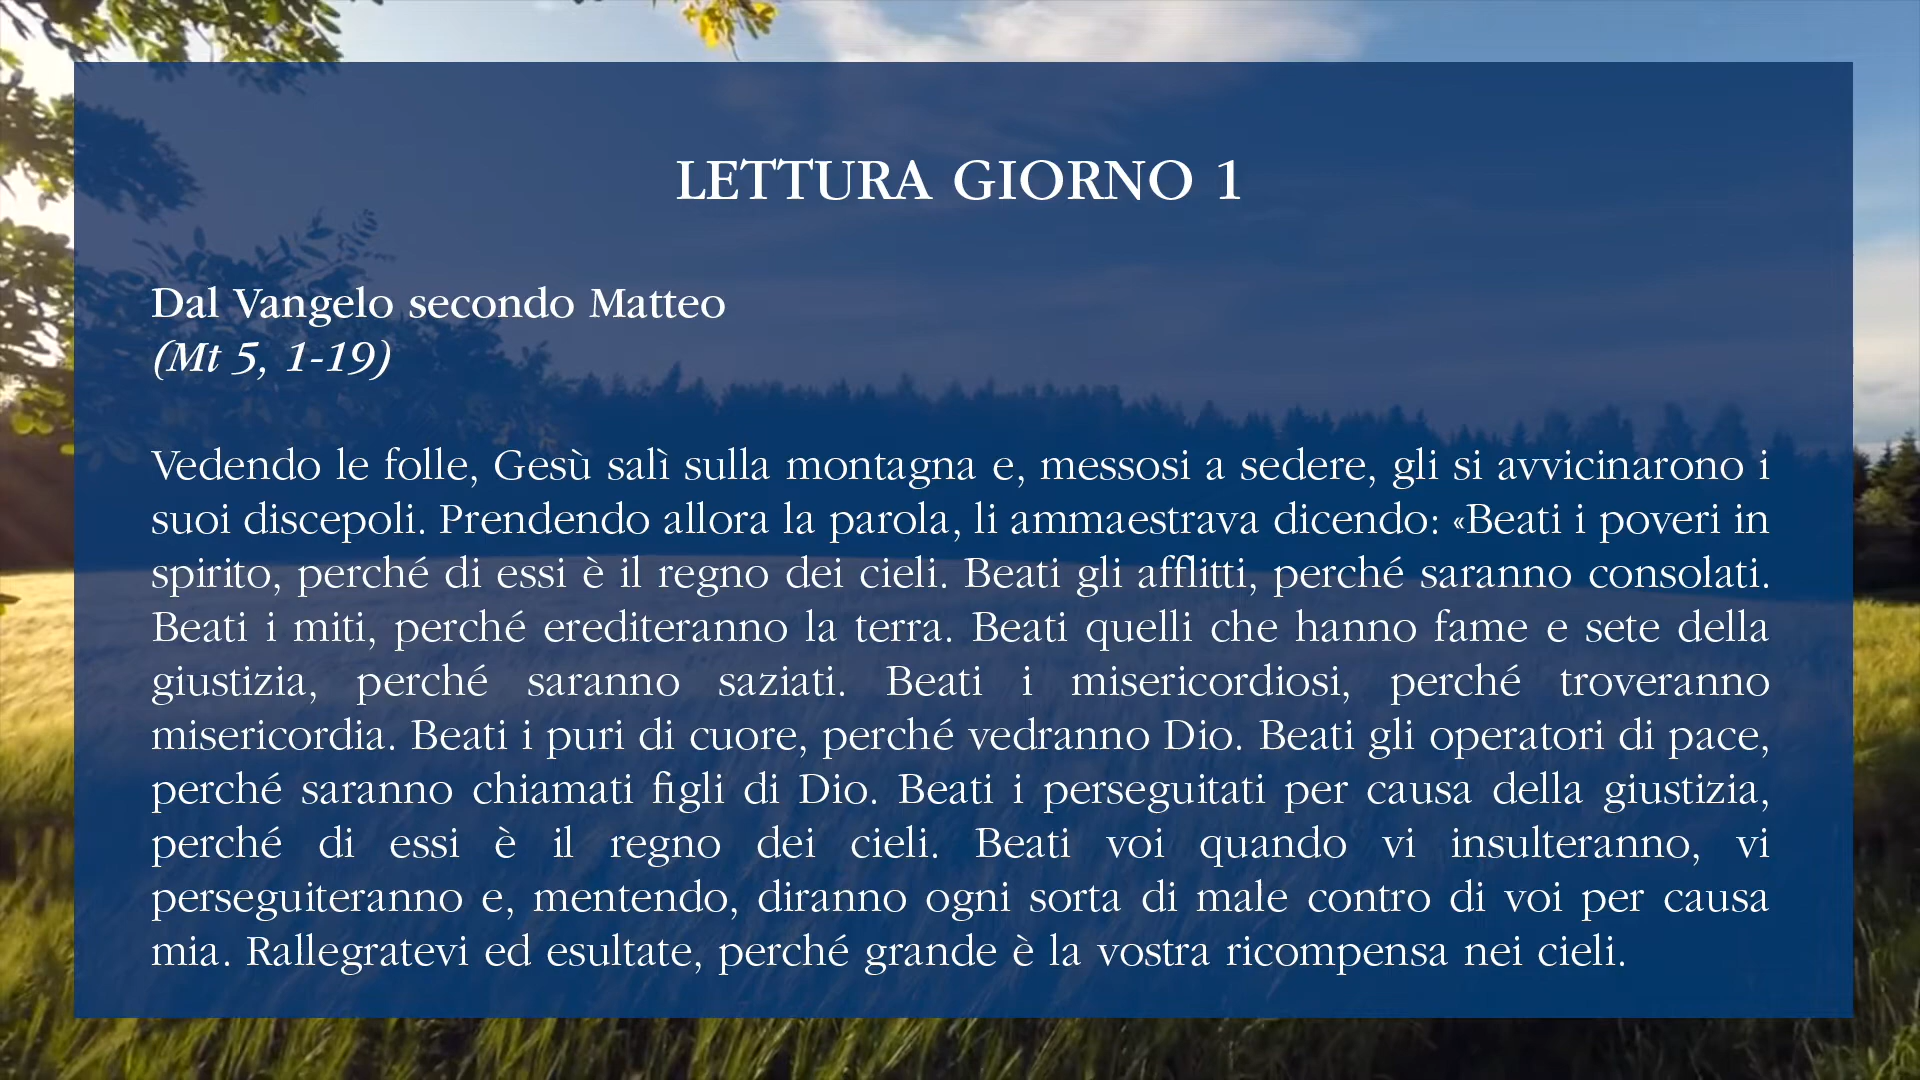 LETTURA GIORNO 1
Dal Vangelo secondo Matteo
(Mt 5, 1-19)
Vedendo le folle, Gesù salì sulla montagna e, messosi a sedere, gli si avvicinarono i
suoi discepoli. Prendendo allora la parola, li ammaestrava dicendo: «Beati i poveri in
spirito, perché di essi è il regno dei cieli. Beati gli afflitti, perché saranno consolati.
Beati i miti, perché erediteranno la terra. Beati quelli che hanno fame e sete della
giustizia, perché saranno saziati. Beati i misericordiosi, perché troveranno
misericordia. Beati i puri di cuore, perché vedranno Dio. Beati gli operatori di pace,
perché saranno chiamati figli di Dio. Beati i perseguitati per causa della giustizia,
perché di essi è il regno dei cieli. Beati voi quando vi insulteranno, vi
perseguiteranno e, mentendo, diranno ogni sorta di male contro di voi per causa
mia. Rallegratevi ed esultate, perché grande è la vostra ricompensa nei cieli.